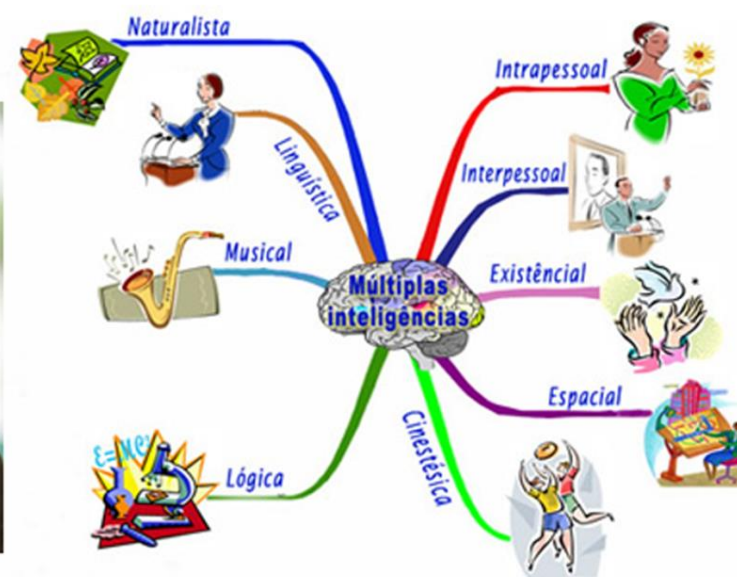 Naturalista
Linguística
Musical
Lógica
Múltiplas
inteligências
Intrapessoal
Interpessoal
Existêncial
Espacial
Cinestésica
E=MC²